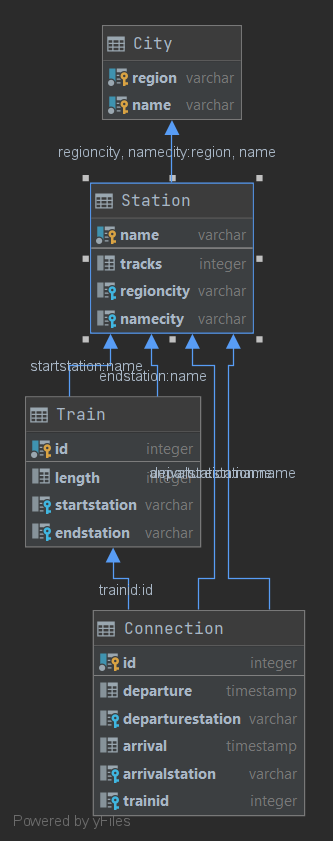 City
region varchar
name varchar
regioncity, namecity:region, name
Station
name varchar
tracks integer
regioncity varchar
namecity varchar
startstation:name
endstation:name
Train
id integer
length integer
startstation varchar
endstation varchar
trainid:id
Connection
id integer
departure timestamp
departurestation varchar
arrival timestamp
arrivalstation varchar
trainid integer
Powered by yFiles